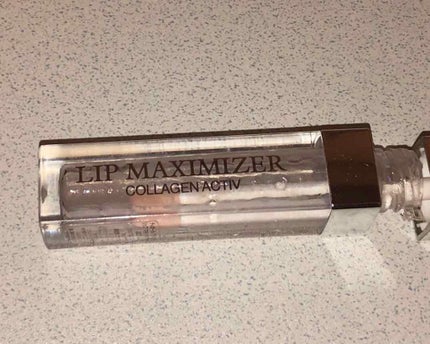 LIP MAXIMIZER
COLLAGEN ACTIV